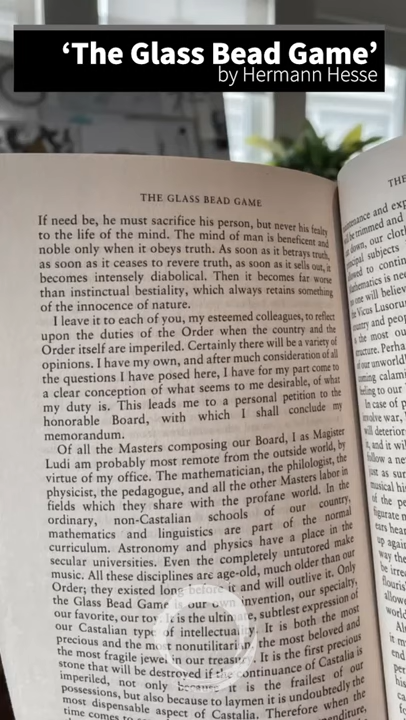 ‘The Glass Bead Game’
by Hermann Hesse
THE GLASS BEAD GAME
If need be, he must sacrifice his person, but never his fealty
to the life of the mind. The mind of man is beneficent and
noble only when it obeys truth. As soon as it betrays truth,
as soon as it ceases to revere truth, as soon as it sells out, it
becomes intensely diabolical. Then it becomes far worse
than instinctual bestiality, which always retains something
of the innocence of nature.
I leave it to each of you, my esteemed colleagues, to reflect
upon the duties of the Order when the country and the
Order itself are imperiled. Certainly there will be a variety of
opinions. I have my own, and after much consideration of all
the questions I have posed here, I have for my part come to
a clear conception of what seems to me desirable, of what
my duty is. This leads me to a personal petition to the
honorable Board, with which I shall conclude my
memorandum.
Of all the Masters composing our Board, I as Magister
Ludi am probably most remote from the outside world, by
virtue of my office. The mathematician, the philologist, the
physicist, the pedagogue, and all the other Masters labor in
fields which they share with the profane world. In the
ordinary, non-Castalian schools of our country,
mathematics and linguistics are part of the normal
curriculum. Astronomy and physics have a place in the
secular universities. Even the completely untutored make
music. All these disciplines are age-old, much older than our
Order; they existed long before it and will outlive it. Only
the Glass Bead Game is our own invention, our specialty,
our favorite, our toy. It is the ultimate, subtlest expression of
our Castalian type of intellectuality. It is both the most
precious and the most nonutilitarian, the most beloved and
the most fragile jewel in our treasury. It is the first precious
stone that will be destroyed if the continuance of Castalia is
imperiled, not only because it is the frailest of our
possessions, but also because to laymen it is undoubtedly the
most dispensable aspect of Castalia. Therefore when the
time comes to
THE